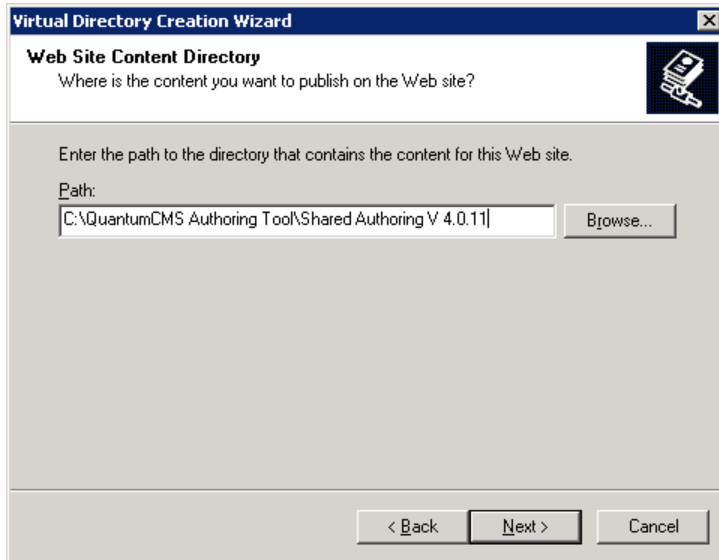 Virtual Directory Creation Wizard
Web Site Content Directory
Where is the content you want to publish on the Web site?
Enter the path to the directory that contains the content for this Web site.
Path:
C:\QuantumCMS Authoring Tool\Shared Authoring V 4.0.11
Browse...
< Back Next > Cancel